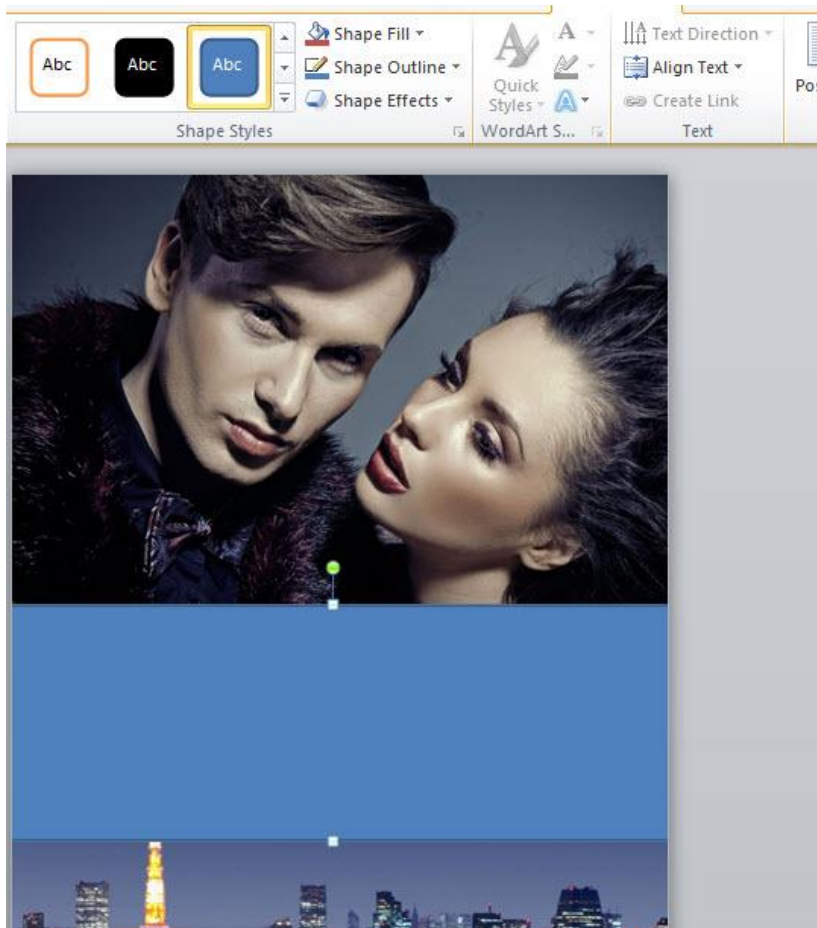 Abc Abc Abc
Shape Fill
Shape Outline
Shape Effects
Shape Styles
A
A
Quick
Styles
A
WordArt S...
Text Direction
Align Text
Create Link
Text
Pos